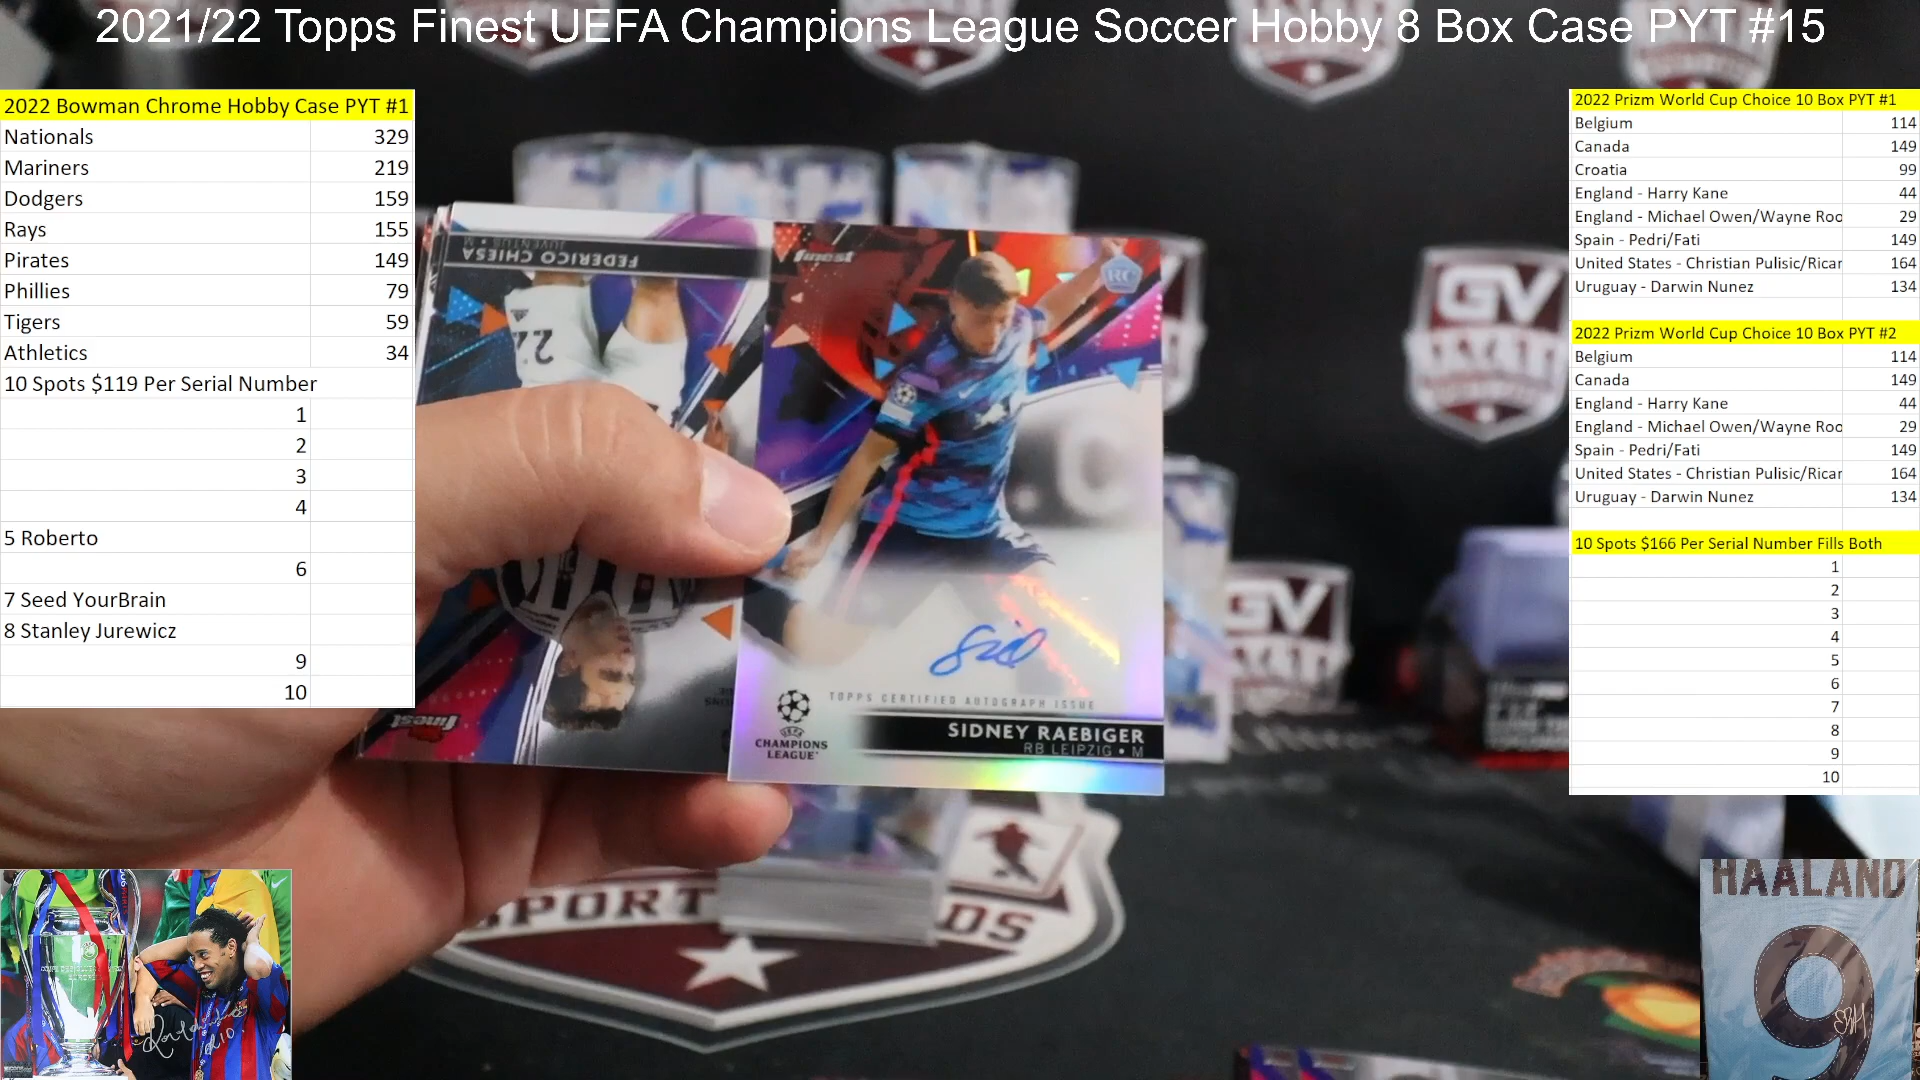 2021/22 Topps Finest UEFA Champions League Soccer Hobby 8 Box Case PYT #15
2022 Bowman Chrome Hobby Case PYT #1
Nationals 329
Mariners 219
Dodgers 159
Rays 155
Pirates 149
Phillies 79
Tigers 59
Athletics 34
10 Spots $119 Per Serial Number
1
2
3
4
5 Roberto
6
7 Seed YourBrain
8 Stanley Jurewicz
9
10
2022 Prizm World Cup Choice 10 Box PYT #1
Belgium 114
Canada 149
Croatia 99
England - Harry Kane 44
England - Michael Owen/Wayne Roo 29
Spain - Pedri/Fati 149
United States - Christian Pulisic/Ricar 164
Uruguay - Darwin Nunez 134
2022 Prizm World Cup Choice 10 Box PYT #2
Belgium 114
Canada 149
England - Harry Kane 44
England - Michael Owen/Wayne Roo 29
Spain - Pedri/Fati 149
United States - Christian Pulisic/Ricar 164
Uruguay - Darwin Nunez 134
10 Spots $166 Per Serial Number Fills Both
1
2
3
4
5
6
7
8
9
10
FEDERICO CHIESA
JUVENTUS • M
22
finest
finest
RC
TOPPS CERTIFIED AUTOGRAPH ISSUE
SIDNEY RAEBIGER
RB LEIPZIG • M
UEFA
CHAMPIONS
LEAGUE
GV
GV
HAALAND
9